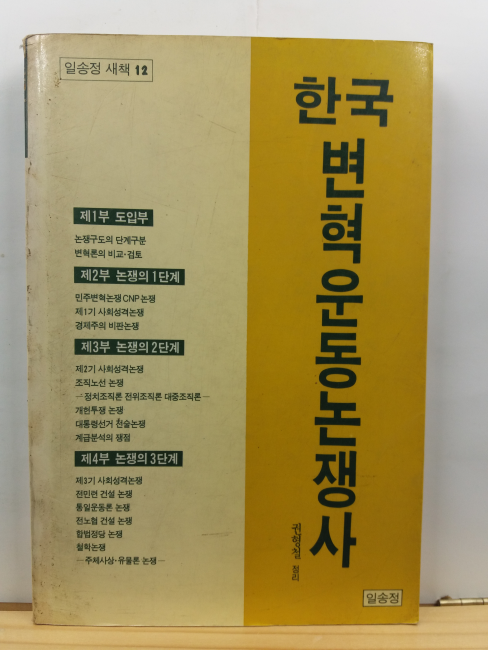 일송정 새책 12
한국
변혁운동논쟁사
제1부 도입부
논쟁구도의 단계구분
변혁론의 비교·검토
제2부 논쟁의 1단계
민주변혁논쟁 CNP 논쟁
제1기 사회성격논쟁
경제주의 비판논쟁
제3부 논쟁의 2단계
제2기 사회성격논쟁
조직노선 논쟁
—정치조직론 전위조직론 대중조직론—
개헌투쟁 논쟁
대통령선거 전술논쟁
계급분석의 쟁점
제4부 논쟁의 3단계
제3기 사회성격논쟁
전민련 건설 논쟁
통일운동론 논쟁
전노협 건설 논쟁
합법정당 논쟁
철학논쟁
—주체사상·유물론 논쟁—
권형철 정리
일송정